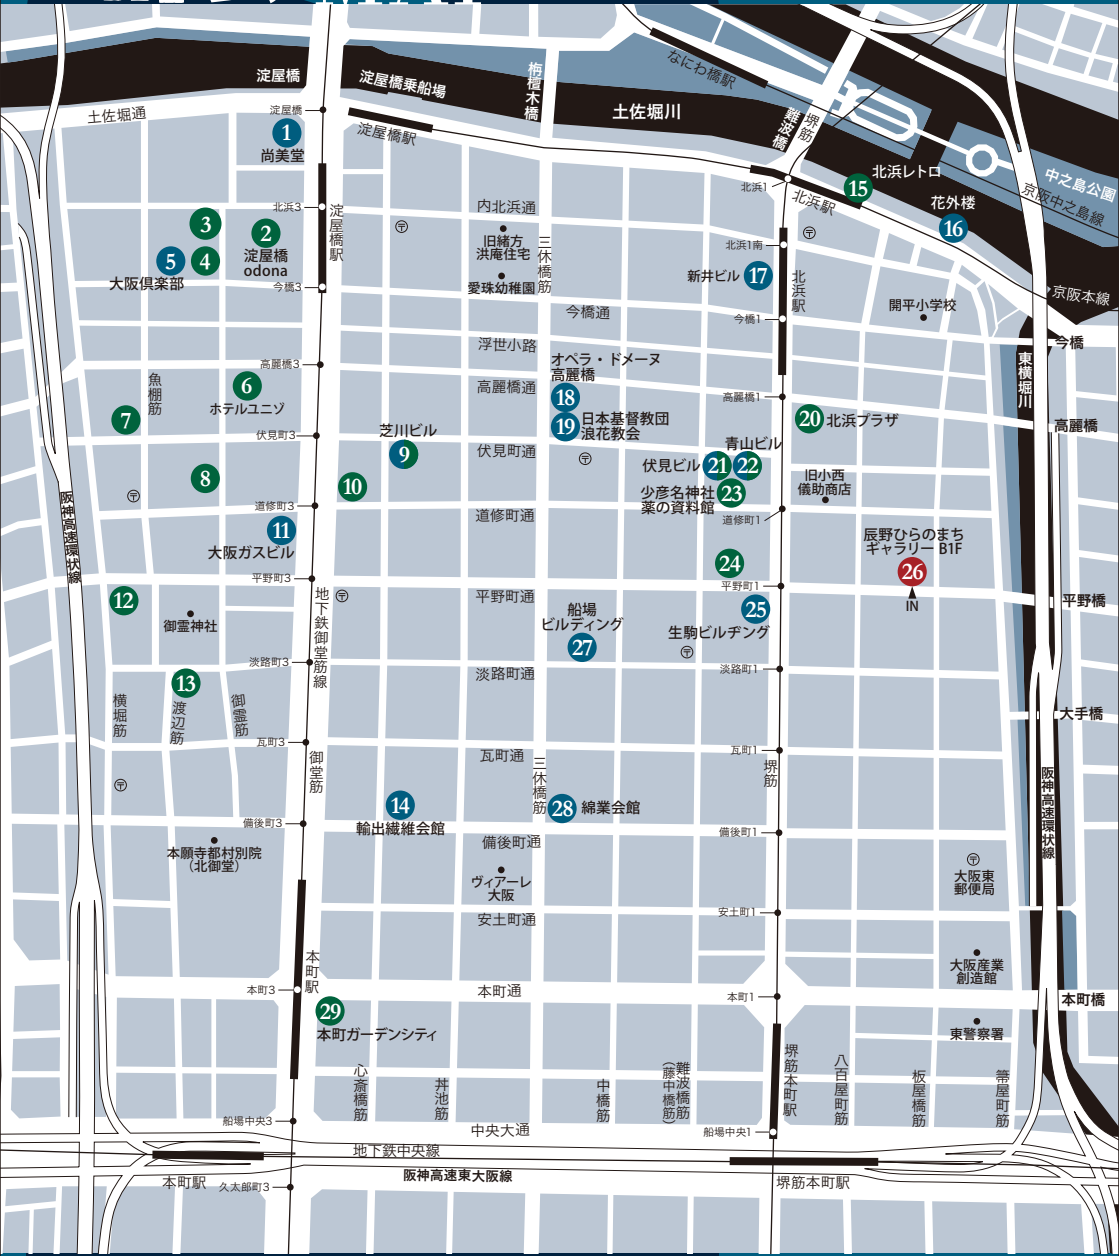 淀屋橋
淀屋橋乗船場
栴檀木橋
なにわ橋駅
土佐堀川
難波橋
堺筋
土佐堀通
淀屋橋
1
尚美堂
淀屋橋駅
北浜1
北浜駅
15
北浜レトロ
中之島公園
京阪中之島線
花外楼
16
北浜3
淀屋橋駅
内北浜通
旧緒方
洪庵住宅
三休橋筋
愛珠幼稚園
3
2
淀屋橋
odona
5
4
大阪倶楽部
今橋3
〒
〒
北浜1南
新井ビル
17
北浜駅
京阪本線
開平小学校
今橋通
今橋1
今橋
東横堀川
浮世小路
高麗橋3
オペラ・ドメーヌ
高麗橋
高麗橋通
18
高麗橋1
魚棚筋
6
ホテルユニゾ
7
19
日本基督教団
浪花教会
20
北浜プラザ
高麗橋
伏見町3
芝川ビル
9
伏見町通
〒
青山ビル
伏見ビル
21
22
旧小西
儀助商店
8
〒
10
少彦名神社
薬の資料館
23
阪神高速環状線
道修町3
道修町通
道修町1
11
大阪ガスビル
辰野ひらのまち
ギャラリー B1F
26
IN
24
平野町3
平野町1
12
御霊神社
地下鉄御堂筋線
〒
平野町通
船場
ビルディング
27
25
生駒ビルヂング
〒
平野橋
淡路町3
淡路町通
淡路町1
13
横堀筋
渡辺筋
御霊筋
大手橋
瓦町3
御堂筋
瓦町通
三休橋筋
瓦町1
堺筋
阪神高速環状線
〒
14
輸出繊維会館
28
綿業会館
備後町3
備後町通
備後町1
本願寺都村別院
（北御堂）
ヴィアーレ
大阪
〒
大阪東
郵便局
安土町通
安土町1
大阪産業
創造館
本町駅
本町3
本町通
本町1
本町橋
29
本町ガーデンシティ
東警察署
心斎橋筋
丼池筋
中橋筋
難波橋筋
（藤中橋筋）
堺筋本町駅
八百屋町筋
板屋橋筋
箒屋町筋
船場中央3
中央大通
船場中央1
地下鉄中央線
阪神高速東大阪線
本町駅
久太郎町3
堺筋本町駅